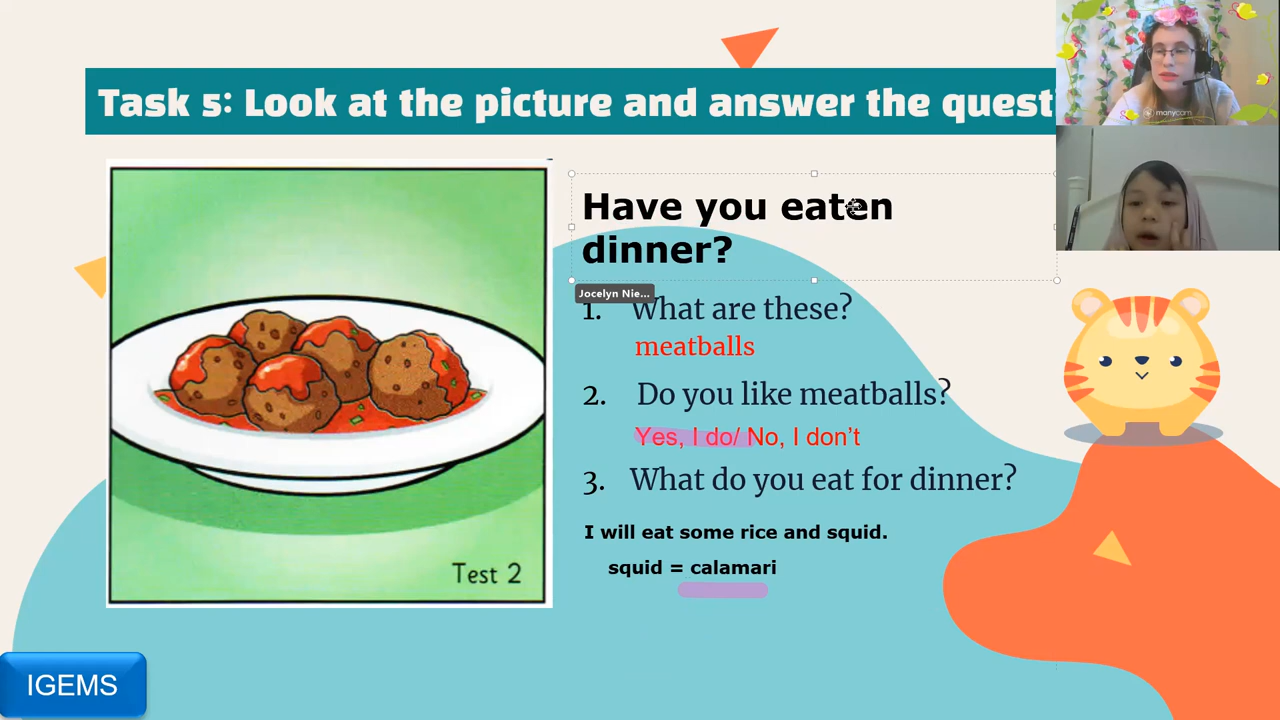 Task 5: Look at the picture and answer the quest
manycam
Have you eaten
dinner?
Jocelyn Nie...
1. What are these?
meatballs
2. Do you like meatballs?
Yes, I do/ No, I don't
3. What do you eat for dinner?
I will eat some rice and squid.
squid = calamari
Test 2
IGEMS